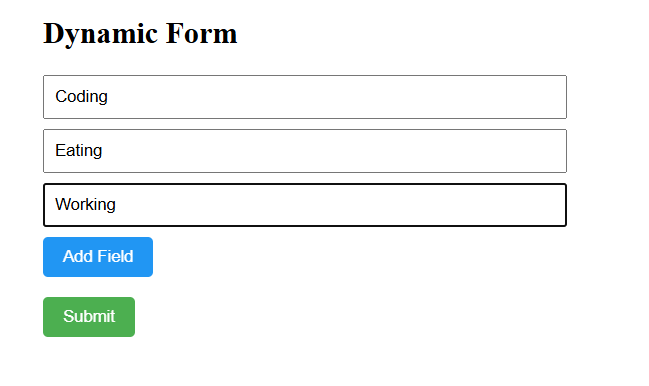 Dynamic Form
Coding
Eating
Working
Add Field
Submit